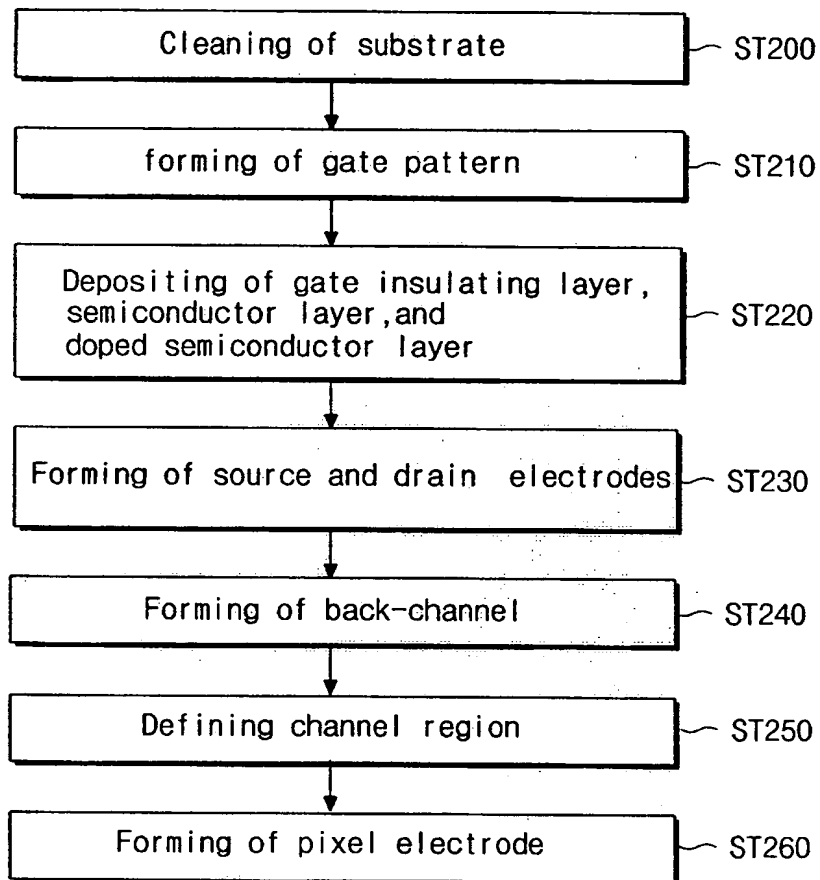 Cleaning of substrate
ST200
forming of gate pattern
ST210
Depositing of gate insulating layer,
semiconductor layer,and
doped semiconductor layer
ST220
Forming of source and drain electrodes
ST230
Forming of back-channel
ST240
Defining channel region
ST250
Forming of pixel electrode
ST260